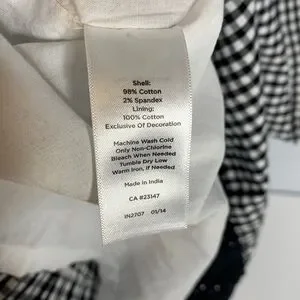 Shell:
98% Cotton
2% Spandex
Lining:
100% Cotton
Exclusive Of Decoration
Machine Wash Cold
Only Non-Chlorine
Bleach When Needed
Tumble Dry Low
Warm Iron, If Needed
Made in India
CA #23147
IN2707 01/14